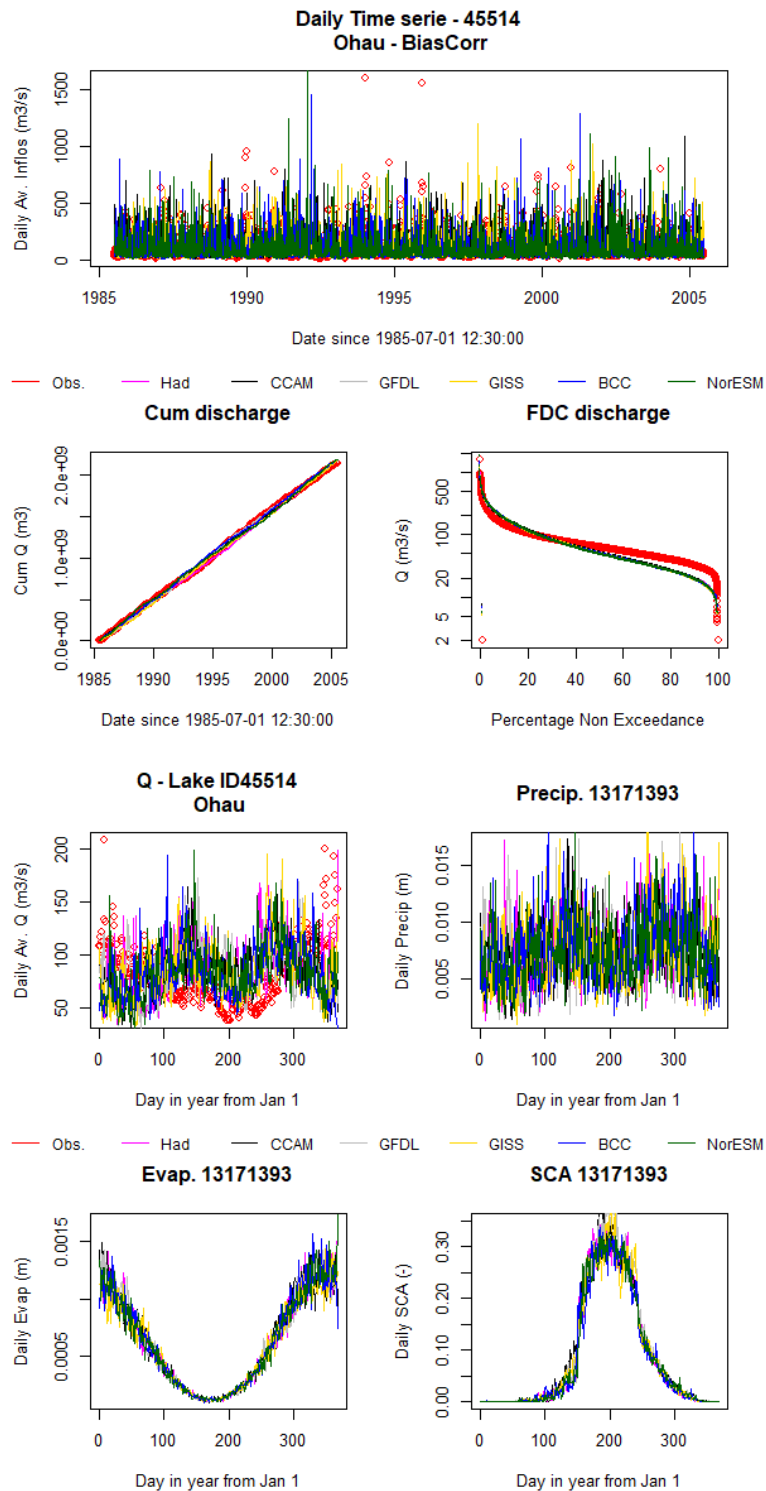 Daily Time serie - 45514
Ohau - BiasCorr
Daily Av. Inflos (m3/s)
1500
1000
500
0
1985 1990 1995 2000 2005
Date since 1985-07-01 12:30:00
Obs. Had CCAM GFDL GISS BCC NorESM
Cum discharge
Cum Q (m3)
2.0e+09
1.0e+09
0.0e+00
1985 1990 1995 2000 2005
Date since 1985-07-01 12:30:00
FDC discharge
Q (m3/s)
500
100
20
5
2
0 20 40 60 80 100
Percentage Non Exceedance
Q - Lake ID45514
Ohau
Daily Av. Q (m3/s)
200
150
100
50
0 100 200 300
Day in year from Jan 1
Precip. 13171393
Daily Precip (m)
0.015
0.010
0.005
0 100 200 300
Day in year from Jan 1
Obs. Had CCAM GFDL GISS BCC NorESM
Evap. 13171393
Daily Evap (m)
0.0015
0.0005
0 100 200 300
Day in year from Jan 1
SCA 13171393
Daily SCA (-)
0.30
0.20
0.10
0.00
0 100 200 300
Day in year from Jan 1